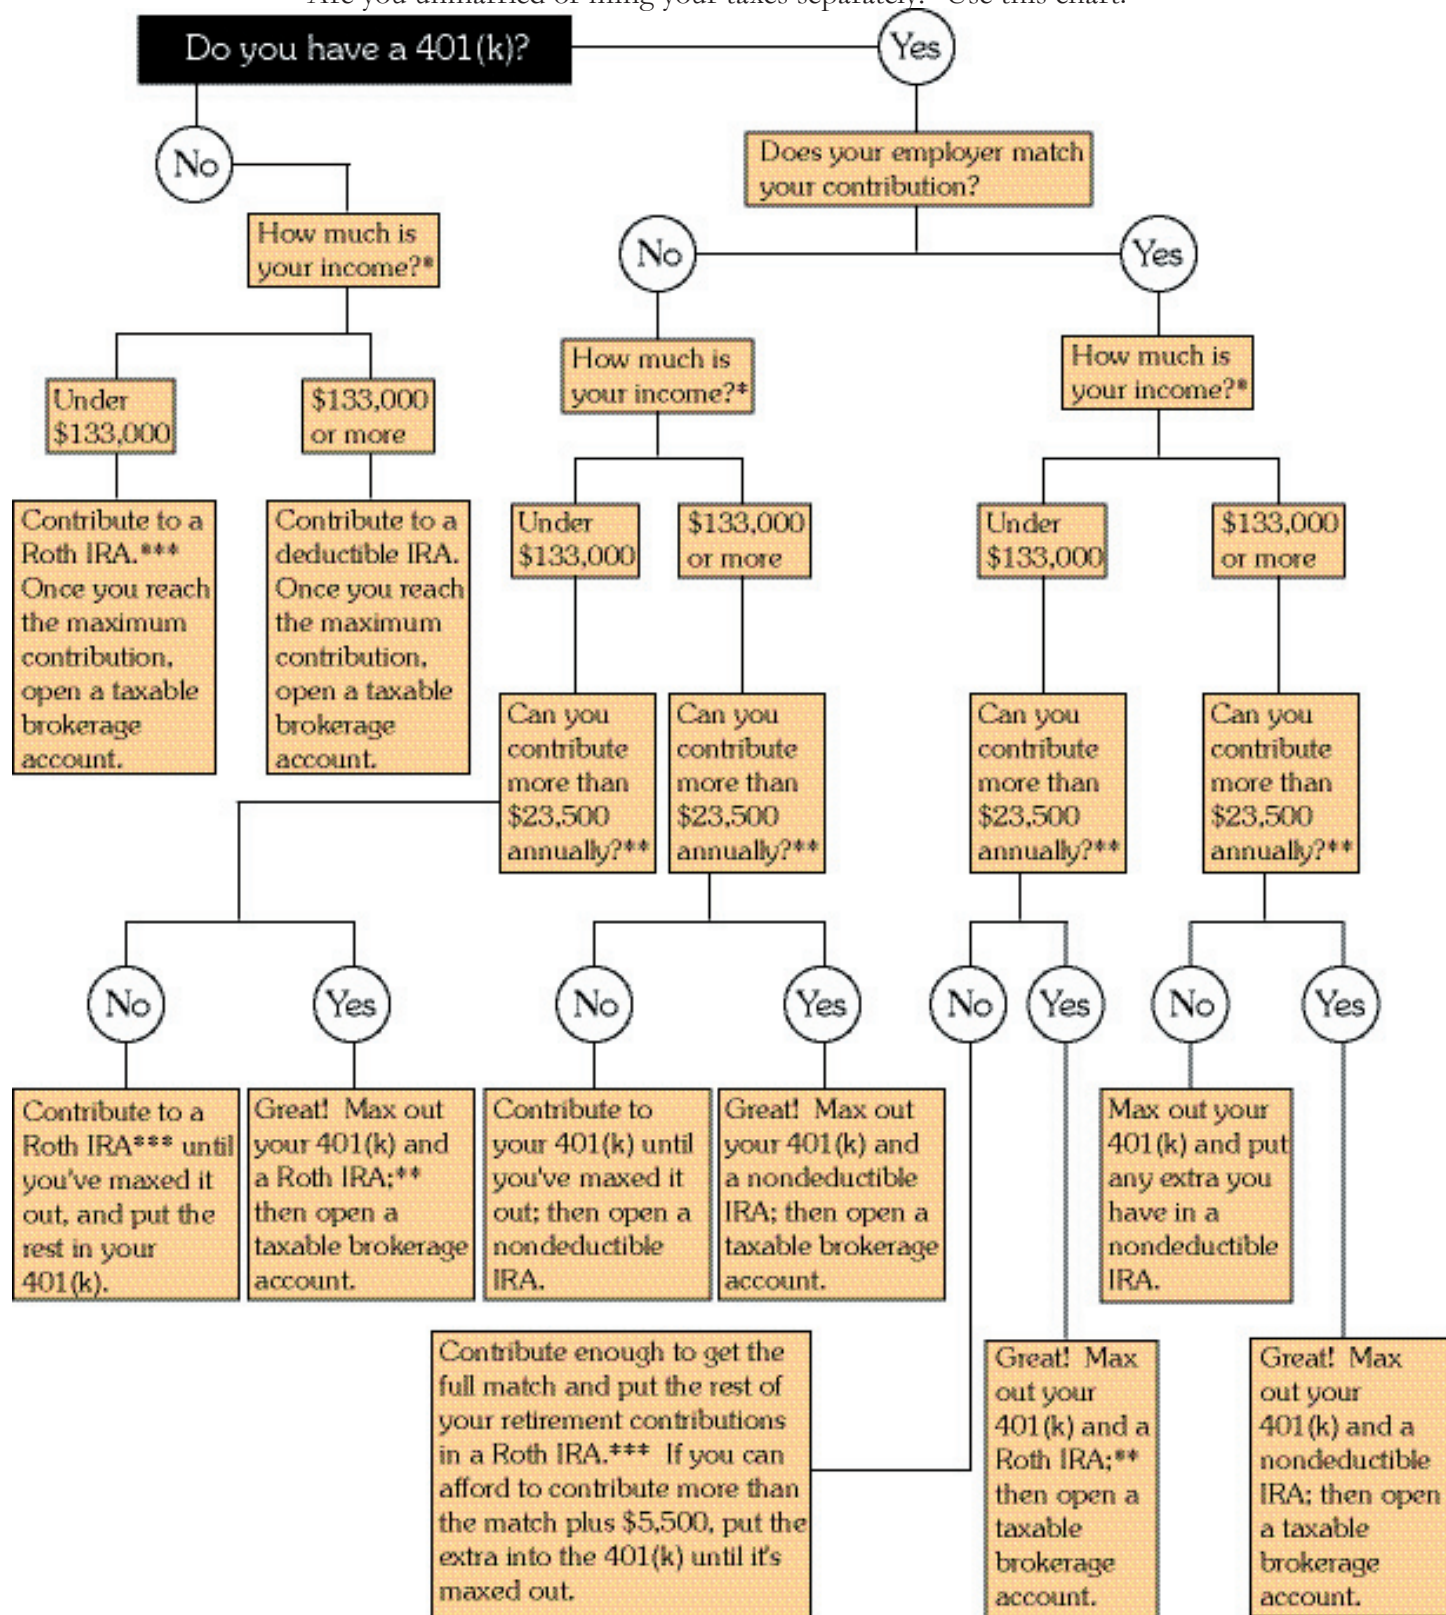 Are you unmarried or filing your taxes separately? Use this chart.
Do you have a 401(k)?
Yes
No
Does your employer match
your contribution?
How much is
your income?*
No
Yes
How much is
your income?*
How much is
your income?*
Under
$133,000
$133,000
or more
Under
$133,000
$133,000
or more
Under
$133,000
$133,000
or more
Contribute to a
Roth IRA.***
Once you reach
the maximum
contribution,
open a taxable
brokerage
account.
Contribute to a
deductible IRA.
Once you reach
the maximum
contribution,
open a taxable
brokerage
account.
Can you
contribute
more than
$23,500
annually?**
Can you
contribute
more than
$23,500
annually?**
Can you
contribute
more than
$23,500
annually?**
Can you
contribute
more than
$23,500
annually?**
No
Yes
No
Yes
No
Yes
No
Yes
Contribute to a
Roth IRA*** until
you've maxed it
out, and put the
rest in your
401(k).
Great! Max out
your 401(k) and
a Roth IRA;**
then open a
taxable brokerage
account.
Contribute to
your 401(k) until
you've maxed it
out; then open a
nondeductible
IRA.
Great! Max out
your 401(k) and
a nondeductible
IRA; then open a
taxable brokerage
account.
Max out your
401(k) and put
any extra you
have in a
nondeductible
IRA.
Contribute enough to get the
full match and put the rest of
your retirement contributions
in a Roth IRA.*** If you can
afford to contribute more than
the match plus $5,500, put the
extra into the 401(k) until it's
maxed out.
Great! Max
out your
401(k) and a
Roth IRA;**
then open a
taxable
brokerage
account.
Great! Max
out your
401(k) and a
nondeductible
IRA; then open
a taxable
brokerage
account.